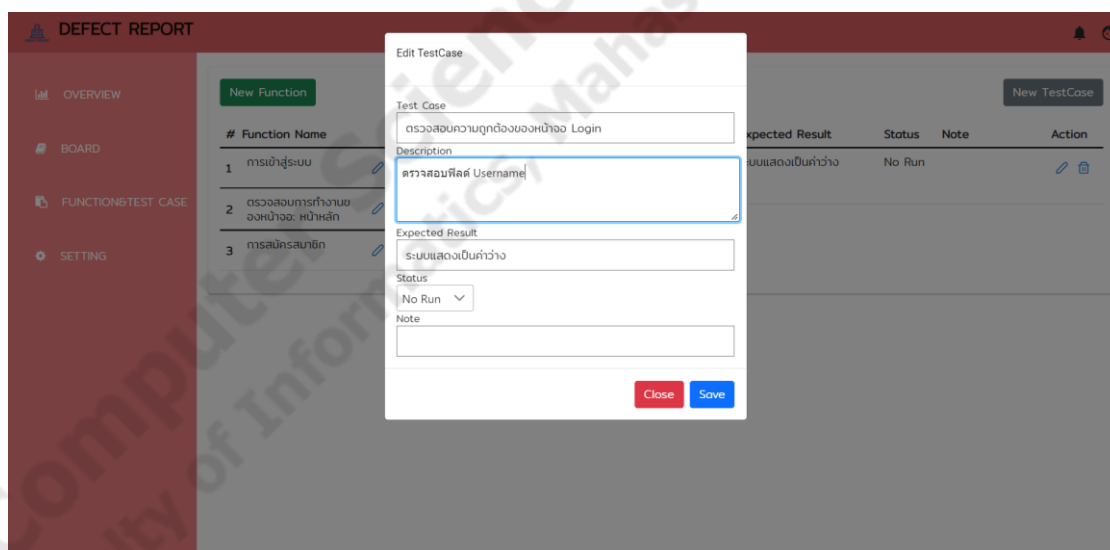 DEFECT REPORT
OVERVIEW
BOARD
FUNCTION&TEST CASE
SETTING
New Function
New TestCase
# Function Name
xpected Result Status Note Action
1 การเข้าสู่ระบบ
ะบบแสดงเป็นค่าว่าง No Run
2 ตรวจสอบการทำงานข
องหน้าจอ: หน้าหลัก
3 การสมัครสมาชิก
Edit TestCase
Test Case
ตรวจสอบความถูกต้องของหน้าจอ Login
Description
ตรวจสอบฟีลด์ Username
Expected Result
ระบบแสดงเป็นค่าว่าง
Status
No Run
Note
Close Save
Computer Scienc
lty of Informatics, Mahas